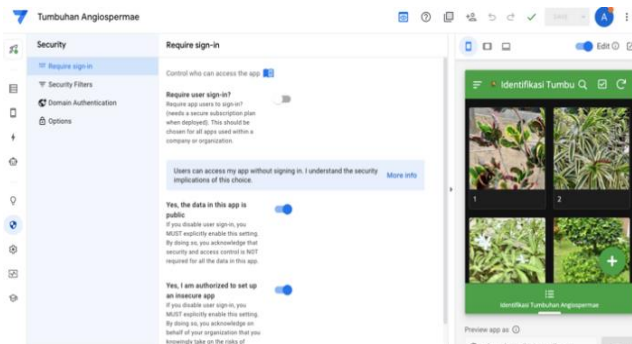 Tumbuhan Angiospermae
SAVE
A
Security
Require sign-in
Security Filters
Domain Authentication
Options
Require sign-in
Control who can access the app
Require user sign-in?
Require app users to sign-in?
(needs a secure subscription plan
when deployed). This should be
chosen for all apps used within a
company or organization.
Users can access my app without signing in. I understand the security
implications of this choice.
More info
Yes, the data in this app is
public
If you disable user sign-in, you
MUST explicitly enable this setting.
By doing so, you acknowledge that
security and access control is NOT
required for all the data in this app.
Yes, I am authorized to set up
an insecure app
If you disable user sign-in, you
MUST explicitly enable this setting.
By doing so, you acknowledge on
behalf of your organization that you
knowingly take on the risks of
Edit
Identifikasi Tumbu
1
2
Identifikasi Tumbuhan Angiospermae
Preview app as